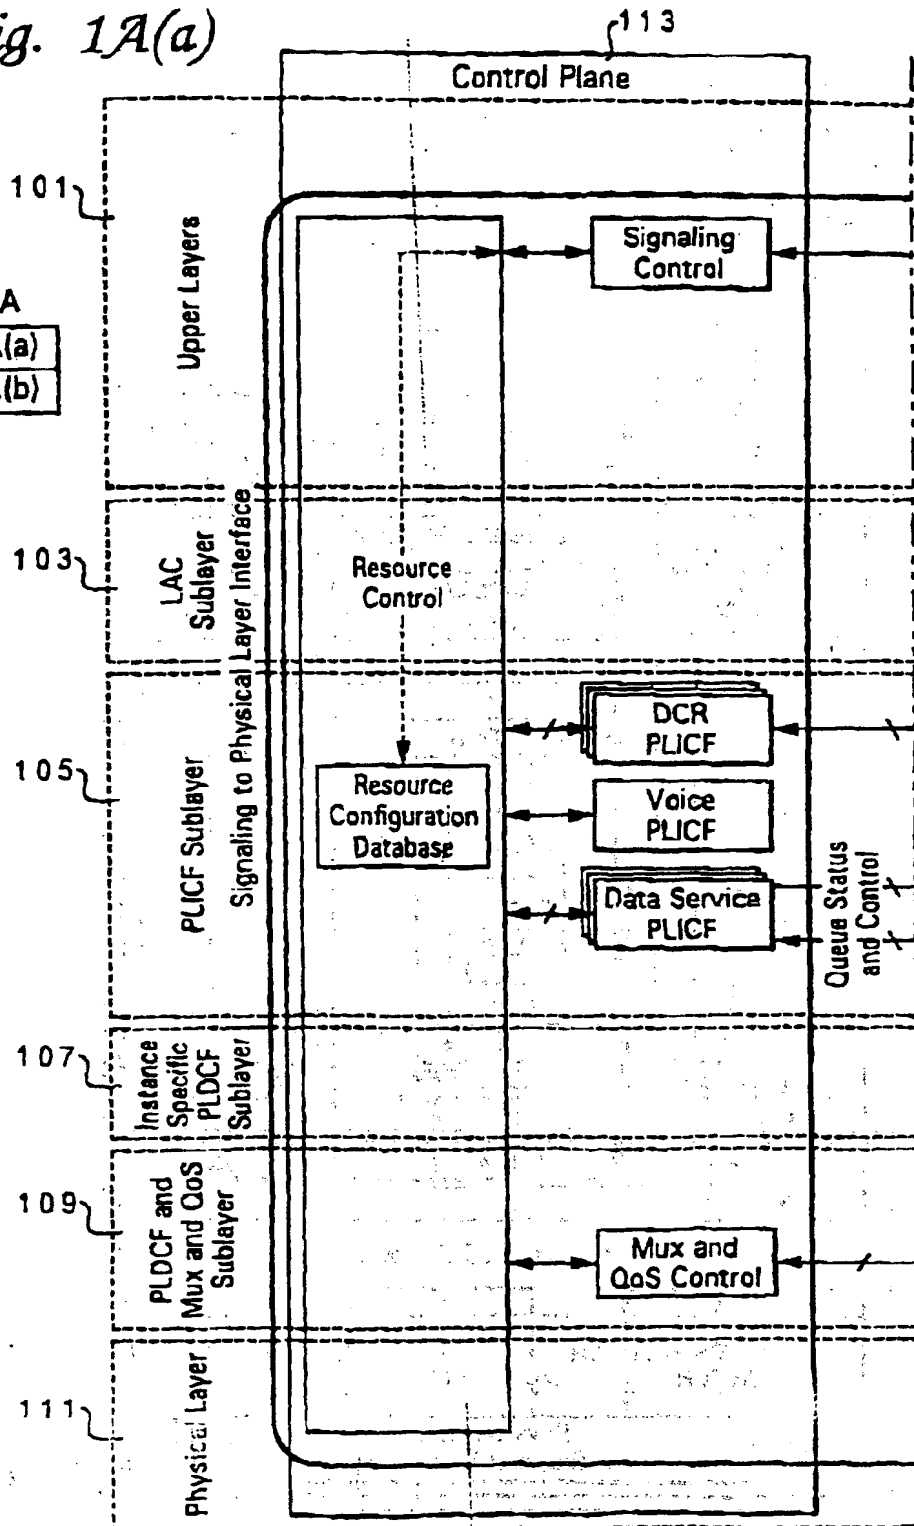 ig. 1A(a)
113
Control Plane
101
Upper Layers
Signaling
Control
A
(a)
(b)
103
LAC
Sublayer
Signaling to Physical Layer Interface
Resource
Control
105
PLICF Sublayer
DCR
PLICF
Resource
Configuration
Database
Voice
PLICF
Data Service
PLICF
Queue Status
and Control
107
Instance
Specific
PLDCF
Sublayer
109
PLDCF and
Mux and QoS
Sublayer
Mux and
QoS Control
111
Physical Layer